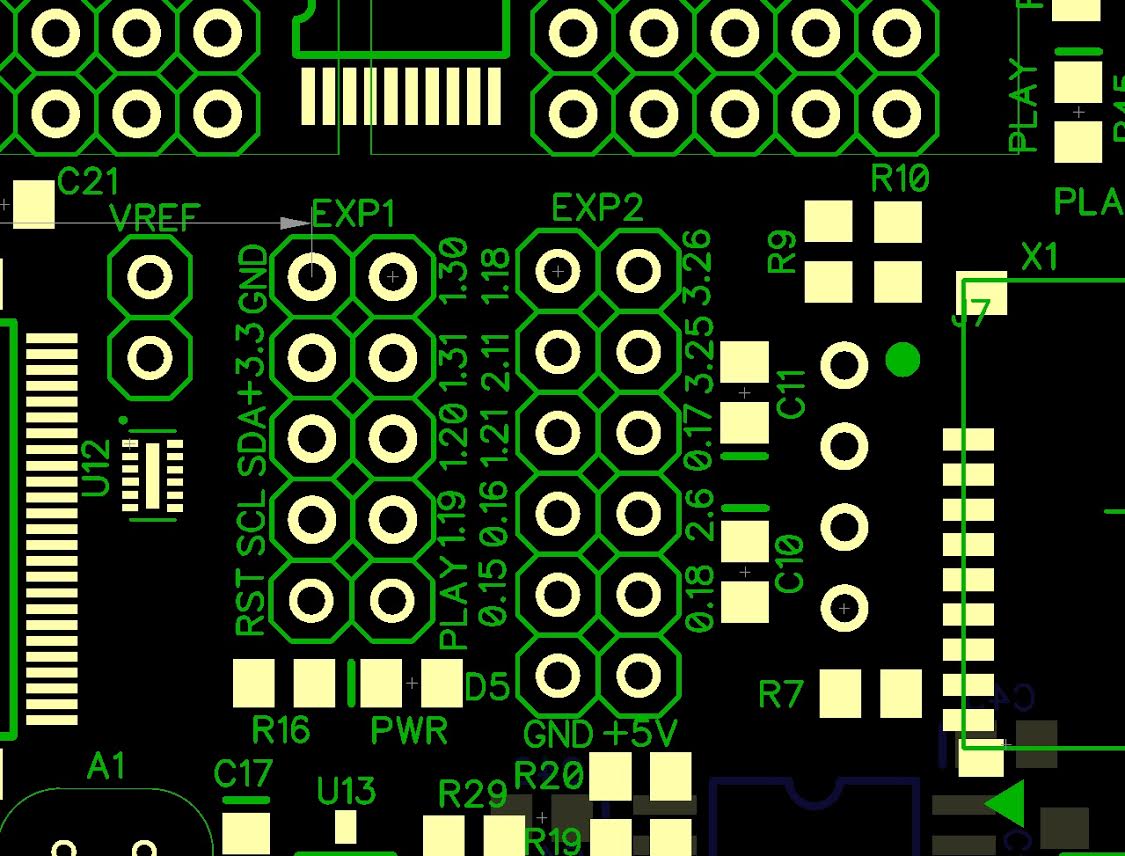 PLAY
R10
C21
PLA
VREF
EXP1
EXP2
R9
X1
GND
+3.3
SDA
SCL
RST
1.30
1.31
1.20
1.19
PLAY
1.18
2.11
1.21
0.16
0.15
3.26
3.25
0.17
2.6
0.18
J7
C11
U12
C10
D5
R7
R16
PWR
GND
+5V
A1
C17
U13
R29
R20
R19